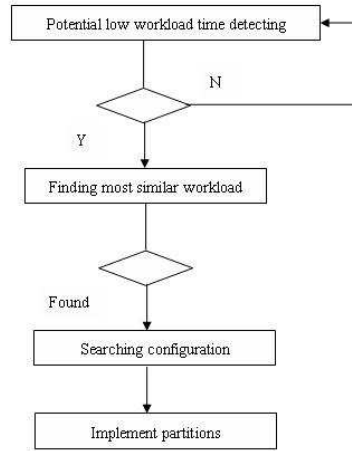 Potential low workload time detecting
N
Y
Finding most similar workload
Found
Searching configuration
Implement partitions